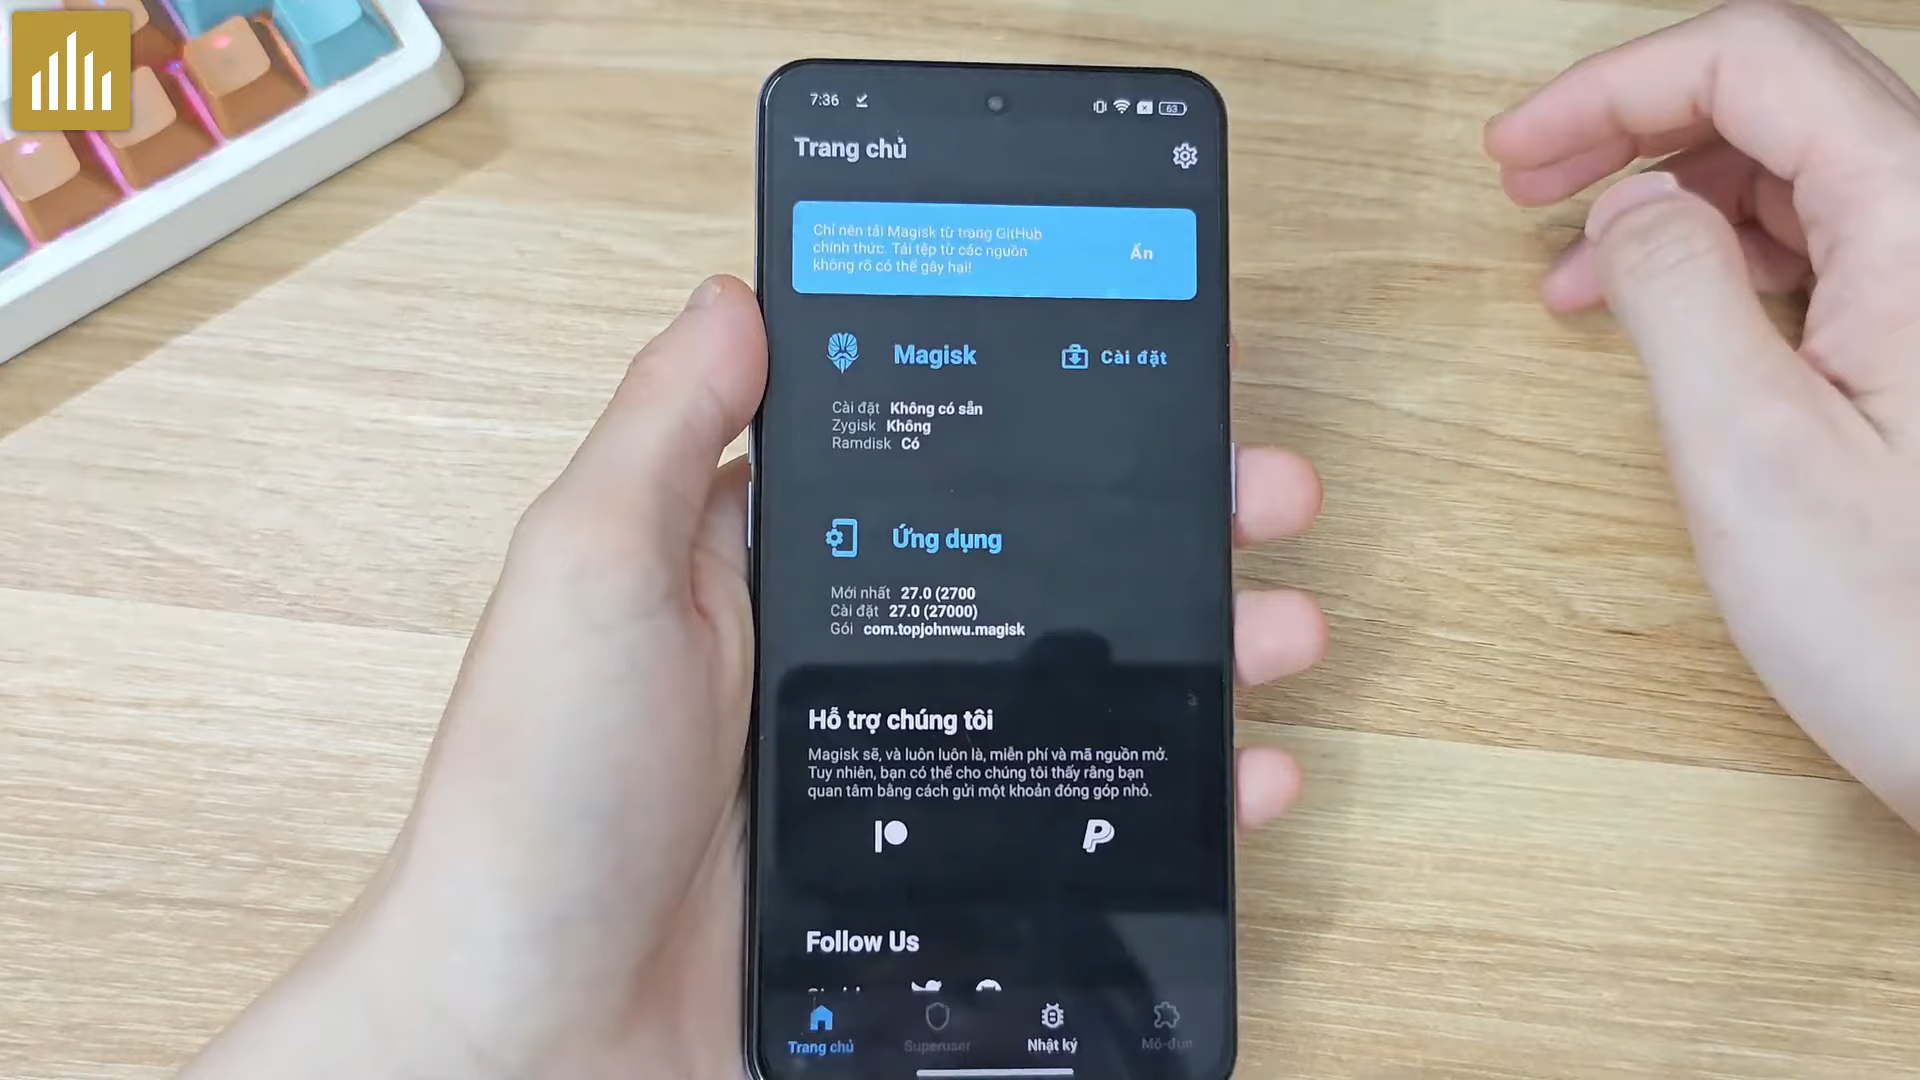 7:36
63
Trang chủ
Chỉ nên tải Magisk từ trang GitHub
chính thức. Tải tệp từ các nguồn
không rõ có thể gây hại!
Ẩn
Magisk
Cài đặt
Cài đặt Không có sẵn
Zygisk Không
Ramdisk Có
Ứng dụng
Mới nhất 27.0 (2700
Cài đặt 27.0 (27000)
Gói com.topjohnwu.magisk
Hỗ trợ chúng tôi
Magisk sẽ, và luôn luôn là, miễn phí và mã nguồn mở.
Tuy nhiên, bạn có thể cho chúng tôi thấy rằng bạn
quan tâm bằng cách gửi một khoản đóng góp nhỏ.
Follow Us
Trang chủ
Superuser
Nhật ký
Mô-đun